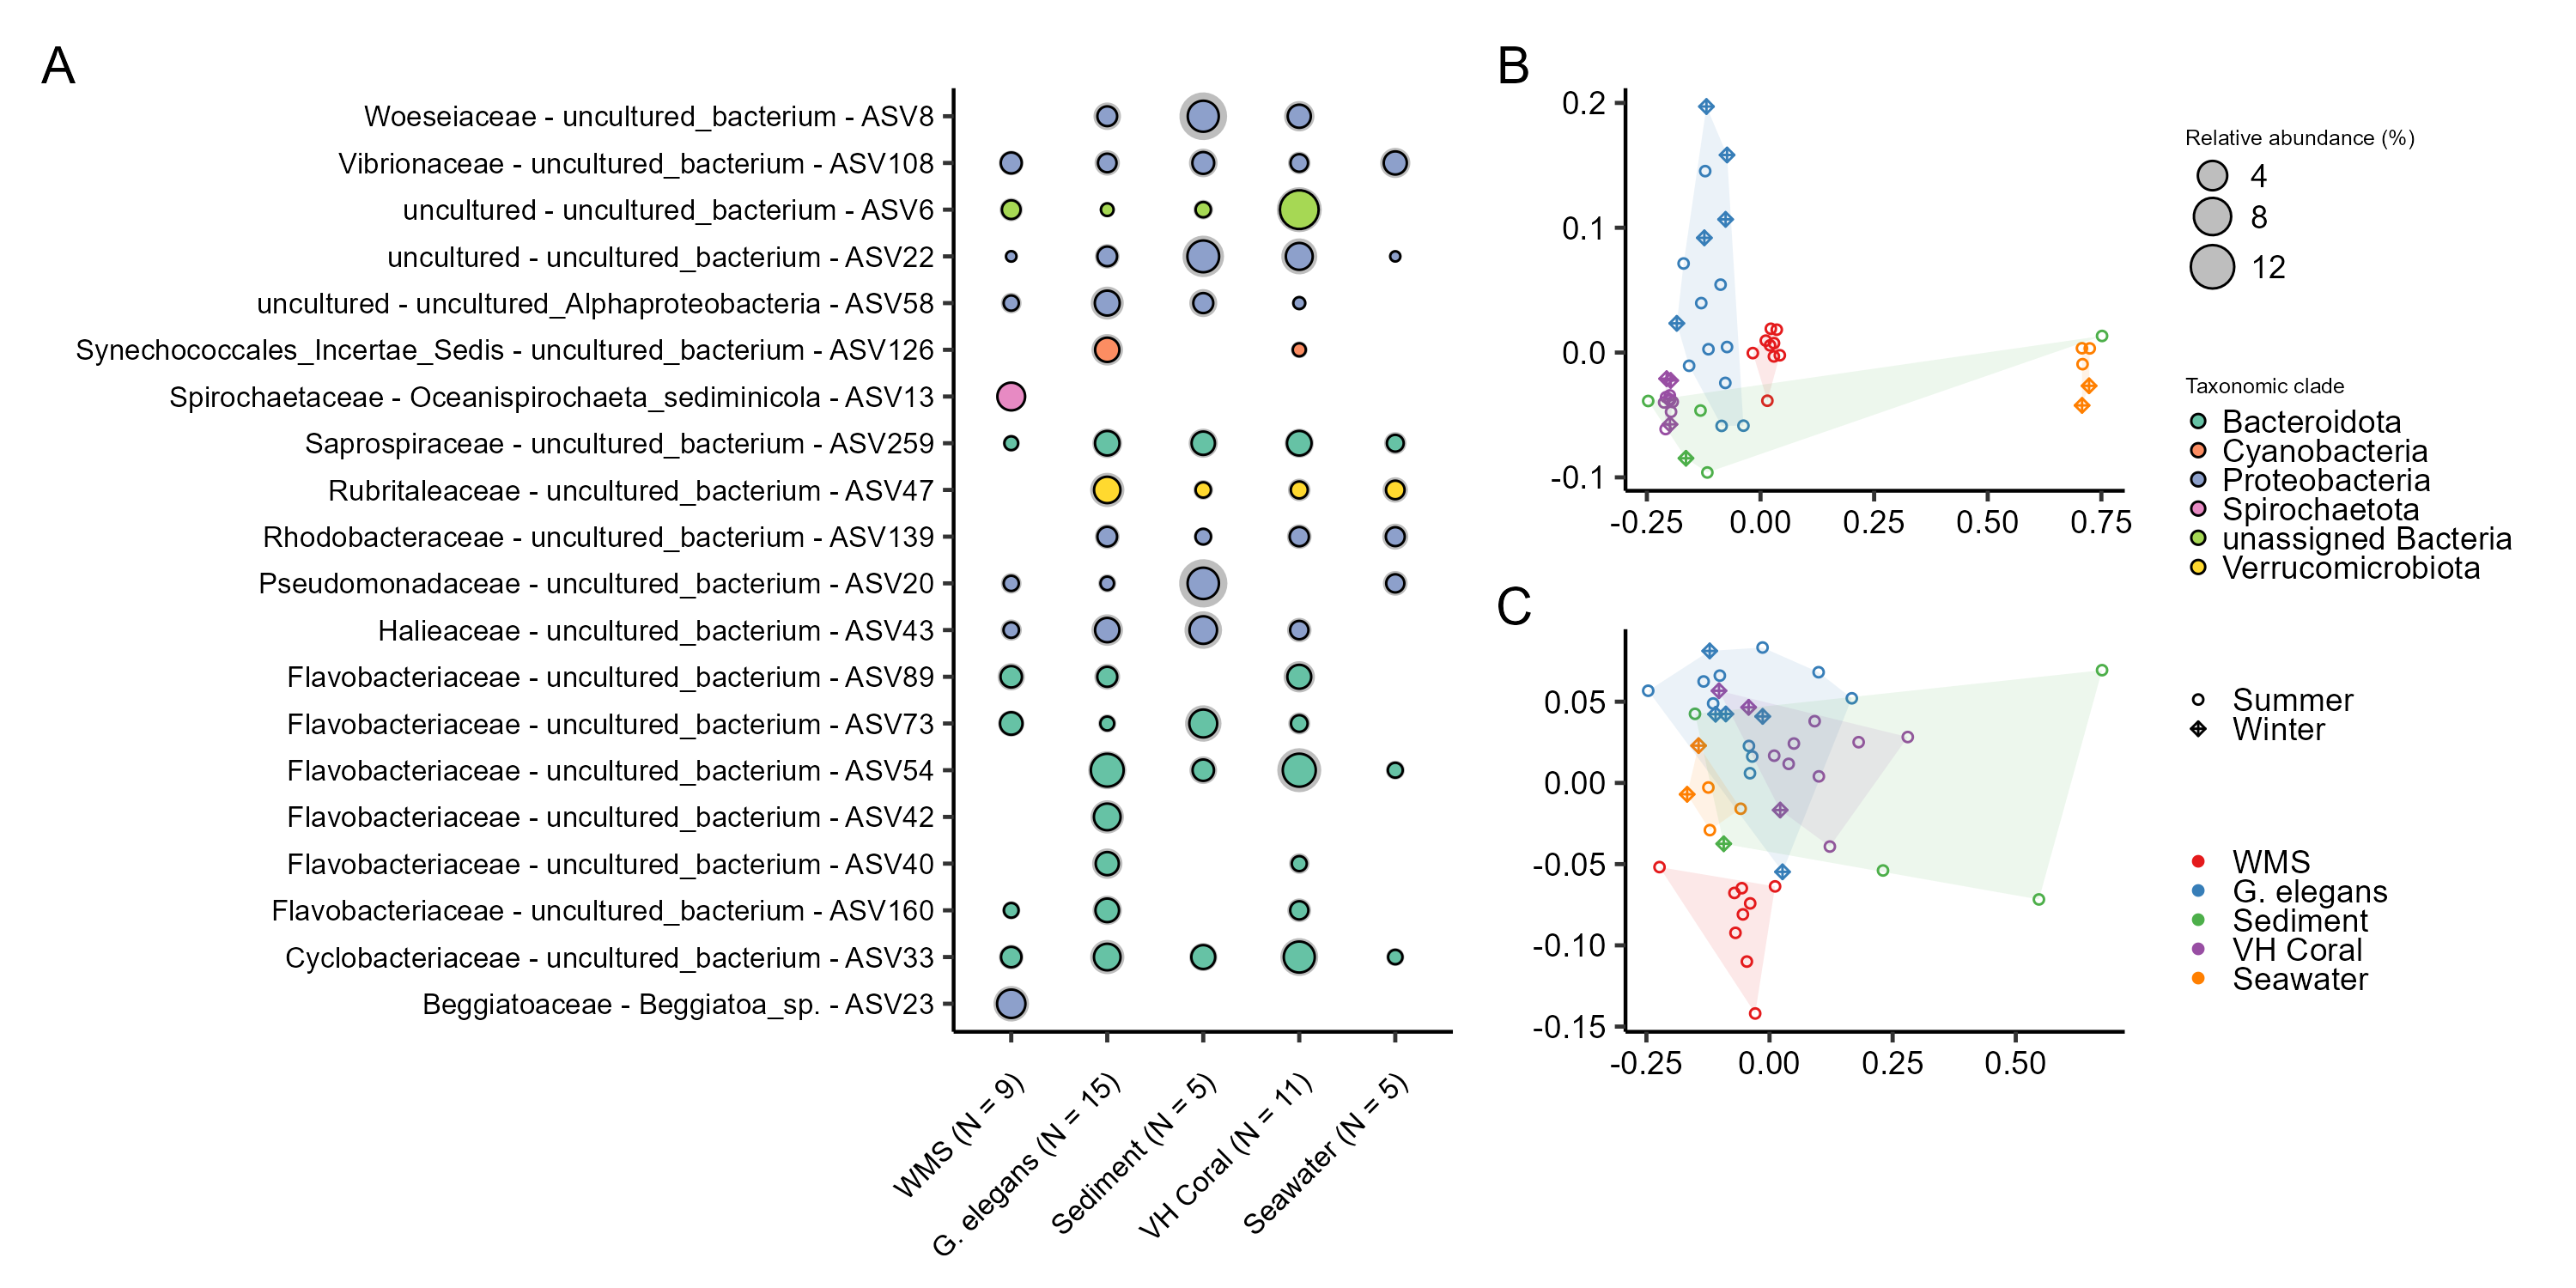 A
Woeseiaceae - uncultured_bacterium - ASV8
Vibrionaceae - uncultured_bacterium - ASV108
uncultured - uncultured_bacterium - ASV6
uncultured - uncultured_bacterium - ASV22
uncultured - uncultured_Alphaproteobacteria - ASV58
Synechococcales_Incertae_Sedis - uncultured_bacterium - ASV126
Spirochaetaceae - Oceanispirochaeta_sediminicola - ASV13
Saprospiraceae - uncultured_bacterium - ASV259
Rubritaleaceae - uncultured_bacterium - ASV47
Rhodobacteraceae - uncultured_bacterium - ASV139
Pseudomonadaceae - uncultured_bacterium - ASV20
Halieaceae - uncultured_bacterium - ASV43
Flavobacteriaceae - uncultured_bacterium - ASV89
Flavobacteriaceae - uncultured_bacterium - ASV73
Flavobacteriaceae - uncultured_bacterium - ASV54
Flavobacteriaceae - uncultured_bacterium - ASV42
Flavobacteriaceae - uncultured_bacterium - ASV40
Flavobacteriaceae - uncultured_bacterium - ASV160
Cyclobacteriaceae - uncultured_bacterium - ASV33
Beggiatoaceae - Beggiatoa_sp. - ASV23
WMS (N = 9)
G. elegans (N = 15)
Sediment (N = 5)
VH Coral (N = 11)
Seawater (N = 5)
B
0.2
0.1
0.0
-0.1
-0.25
0.00
0.25
0.50
0.75
C
0.05
0.00
-0.05
-0.10
-0.15
-0.25
0.00
0.25
0.50
Relative abundance (%)
4
8
12
Taxonomic clade
Bacteroidota
Cyanobacteria
Proteobacteria
Spirochaetota
unassigned Bacteria
Verrucomicrobiota
Summer
Winter
WMS
G. elegans
Sediment
VH Coral
Seawater